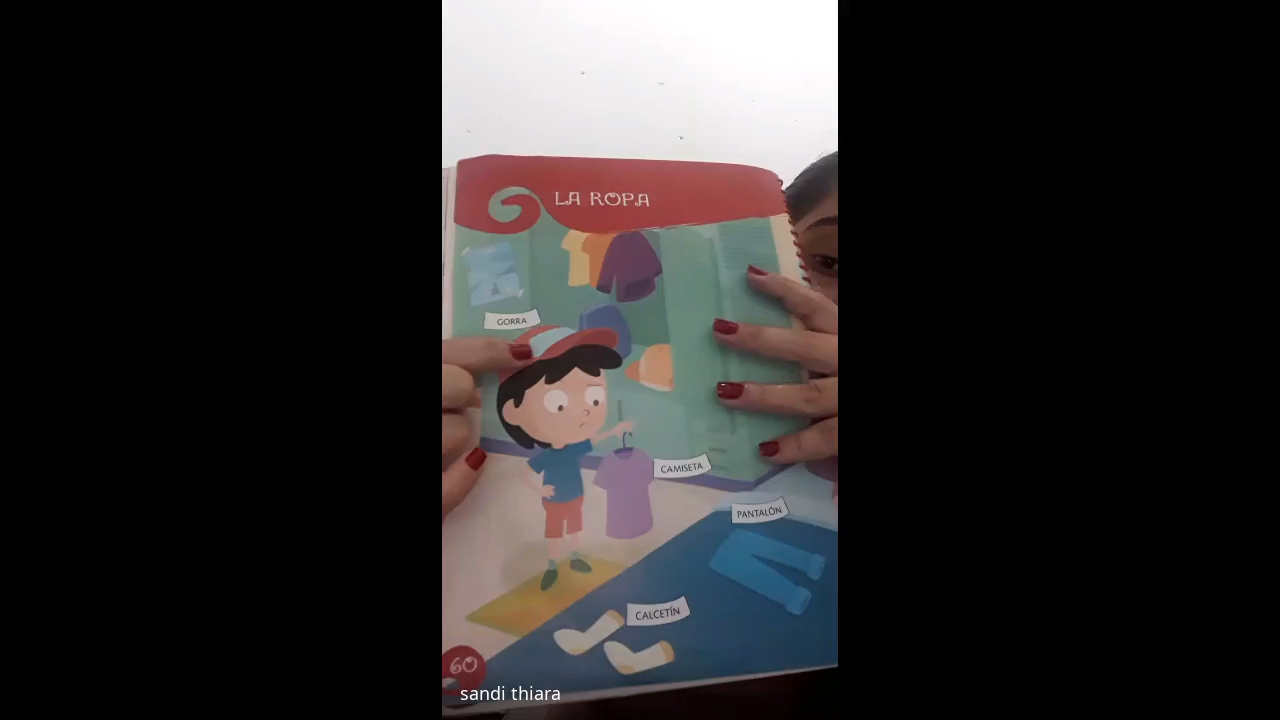 LA ROPA
GORRA
CAMISETA
PANTALÓN
CALCETÍN
60
sandi thiara